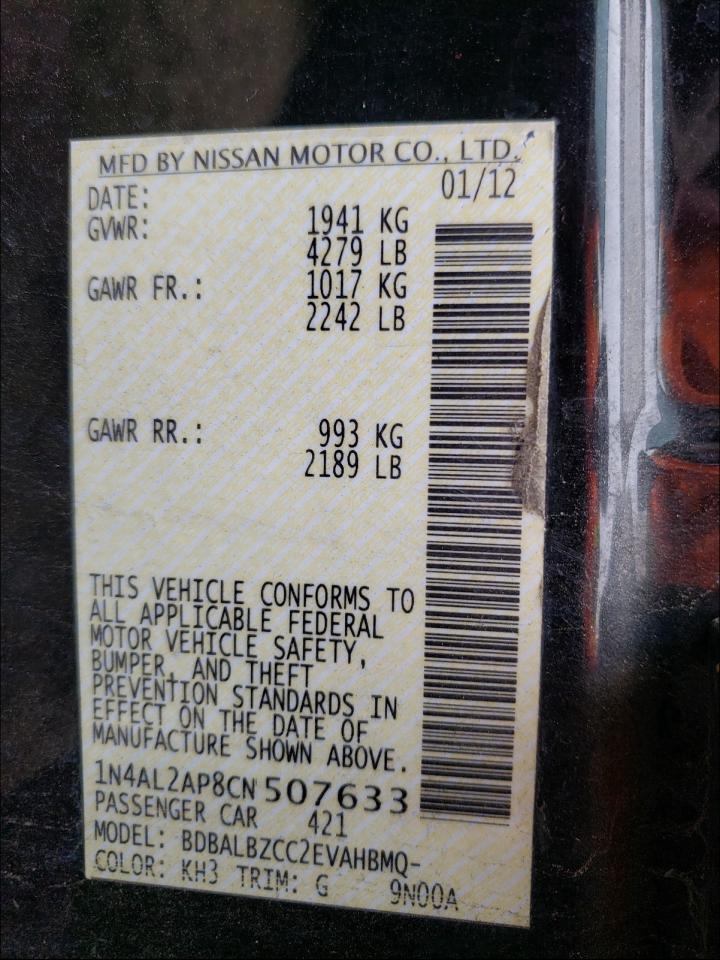 MFD BY NISSAN MOTOR CO., LTD.
DATE: 01/12
GVWR: 1941 KG
4279 LB
GAWR FR.: 1017 KG
2242 LB
GAWR RR.: 993 KG
2189 LB
THIS VEHICLE CONFORMS TO
ALL APPLICABLE FEDERAL
MOTOR VEHICLE SAFETY,
BUMPER, AND THEFT
PREVENTION STANDARDS IN
EFFECT ON THE DATE OF
MANUFACTURE SHOWN ABOVE.
1N4AL2AP8CN507633
PASSENGER CAR 421
MODEL: BDBALBZCC2EVAHBMQ-
COLOR: KH3 TRIM: G 9N00A